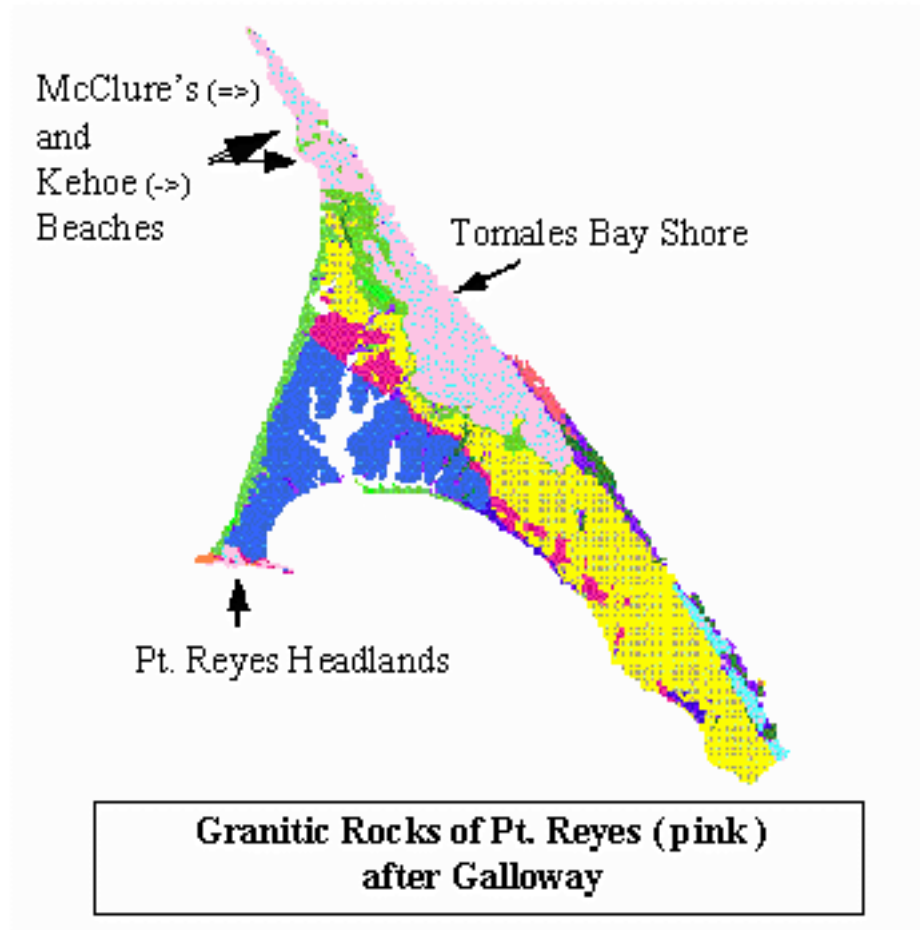 McClure's (=>)
and
Kehoe (->)
Beaches
Tomales Bay Shore
Pt. Reyes Headlands
Granitic Rocks of Pt. Reyes (pink)
after Galloway